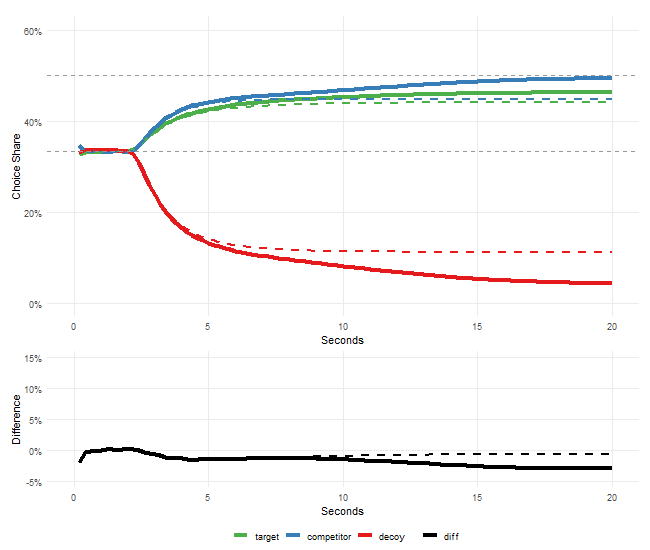 60%
40%
20%
0%
Choice Share
0 5 10 15 20
Seconds
15%
10%
5%
0%
-5%
Difference
0 5 10 15 20
Seconds
target competitor decoy diff